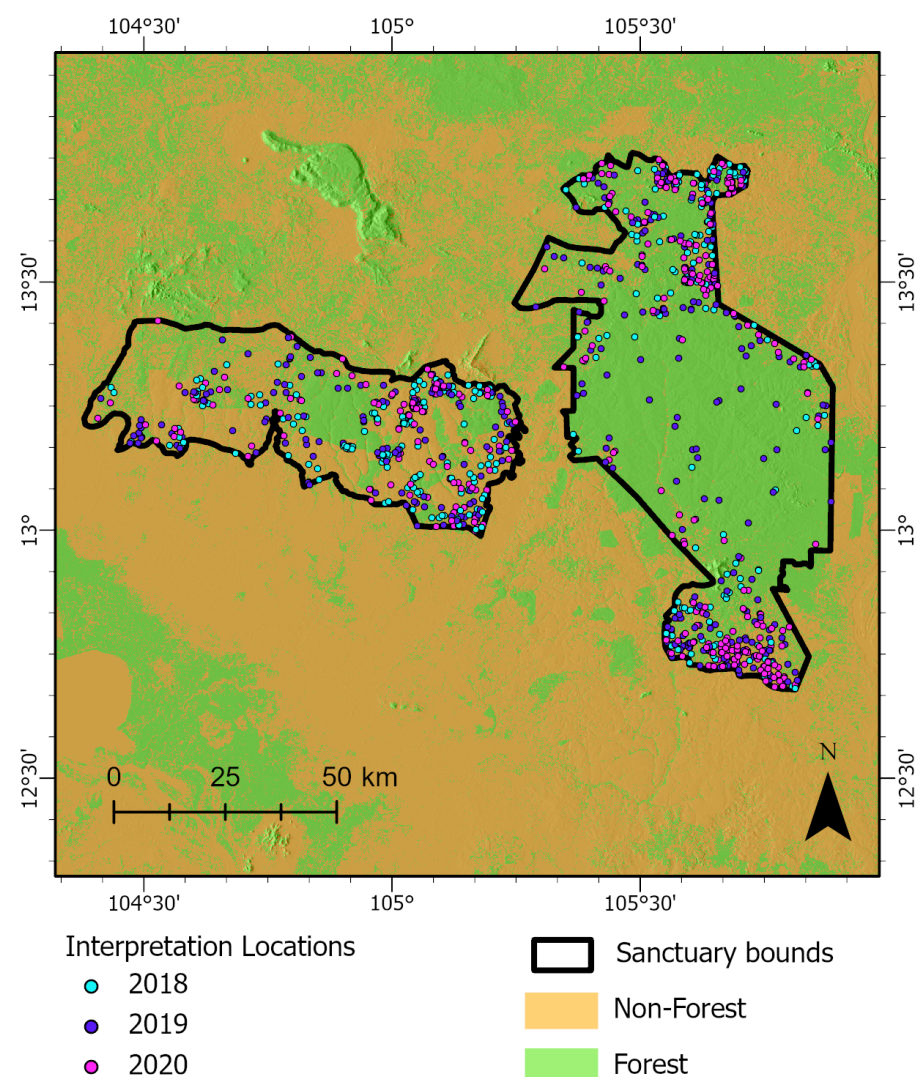 104°30' 105° 105°30'
13°30' 13°30'
13° 13°
12°30' 12°30'
N
0 25 50 km
104°30' 105° 105°30'
Interpretation Locations
2018
2019
2020
Sanctuary bounds
Non-Forest
Forest